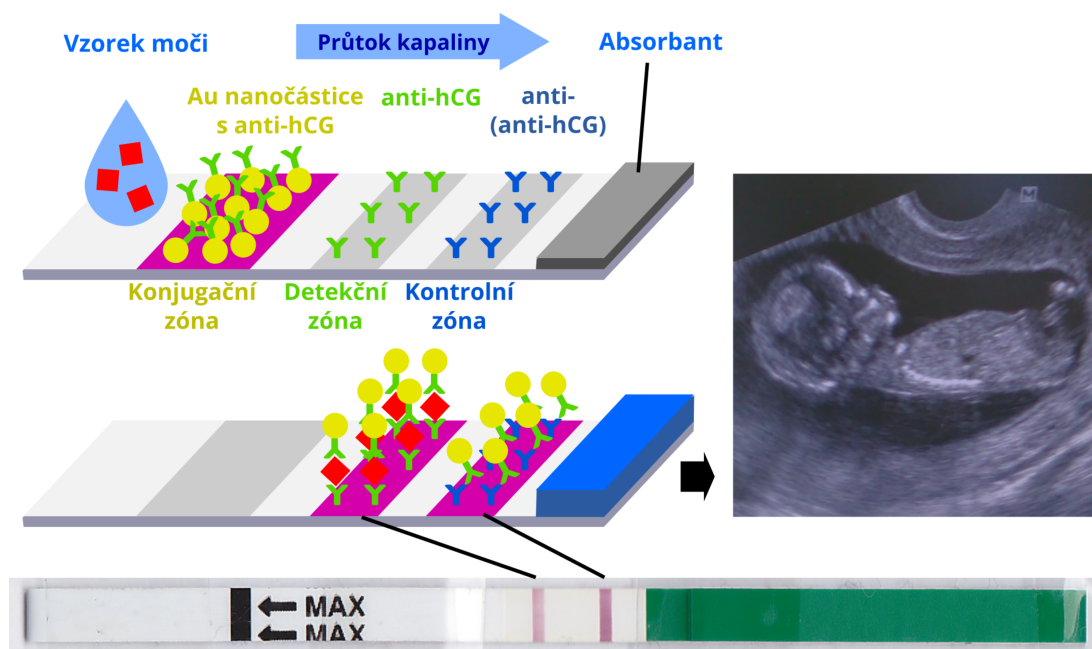 Vzorek moči
Průtok kapaliny
Absorbant
Au nanočástice
s anti-hCG
anti-hCG
anti-
(anti-hCG)
M
Konjugační
zóna
Detekční
zóna
Kontrolní
zóna
MAX
MAX